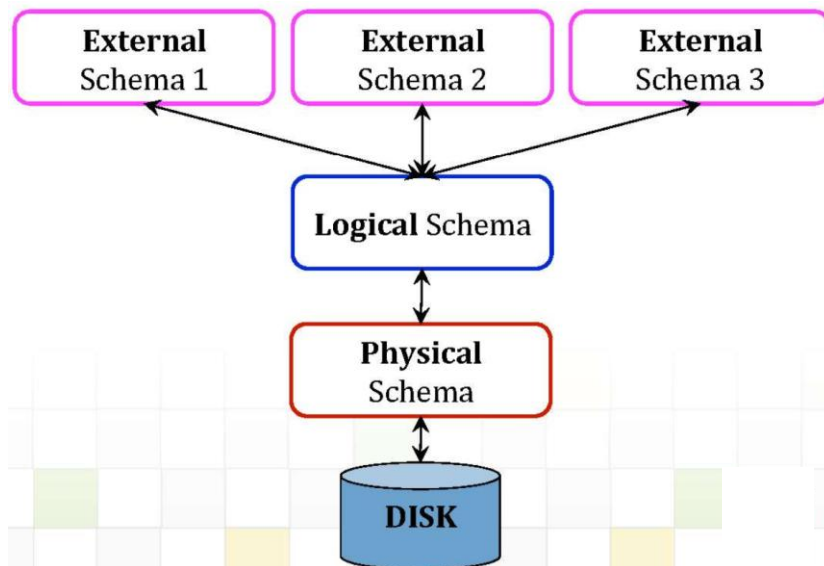 External
Schema 1
External
Schema 2
External
Schema 3
Logical Schema
Physical
Schema
DISK